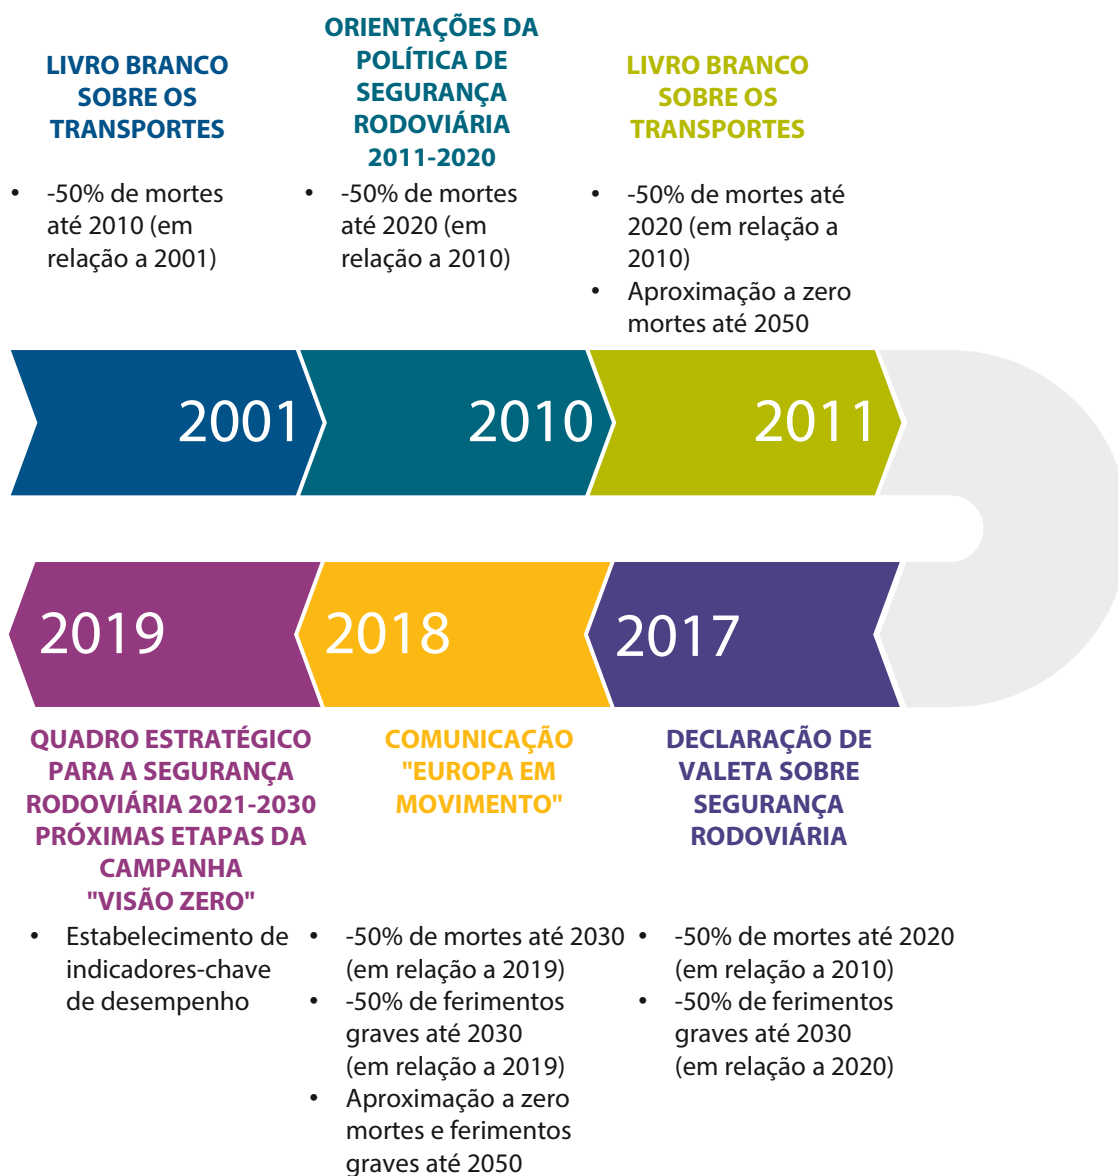 LIVRO BRANCO
SOBRE OS
TRANSPORTES
• -50% de mortes
até 2010 (em
relação a 2001)
ORIENTAÇÕES DA
POLÍTICA DE
SEGURANÇA
RODOVIÁRIA
2011-2020
• -50% de mortes
até 2020 (em
relação a 2010)
LIVRO BRANCO
SOBRE OS
TRANSPORTES
• -50% de mortes até
2020 (em relação a
2010)
• Aproximação a zero
mortes até 2050
2001
2010
2011
2019
2018
2017
QUADRO ESTRATÉGICO
PARA A SEGURANÇA
RODOVIÁRIA 2021-2030
PRÓXIMAS ETAPAS DA
CAMPANHA
"VISÃO ZERO"
• Estabelecimento de
indicadores-chave
de desempenho
COMUNICAÇÃO
"EUROPA EM
MOVIMENTO"
• -50% de mortes até 2030
(em relação a 2019)
• -50% de ferimentos
graves até 2030
(em relação a 2019)
• Aproximação a zero
mortes e ferimentos
graves até 2050
DECLARAÇÃO DE
VALETA SOBRE
SEGURANÇA
RODOVIÁRIA
• -50% de mortes até 2020
(em relação a 2010)
• -50% de ferimentos
graves até 2030
(em relação a 2020)